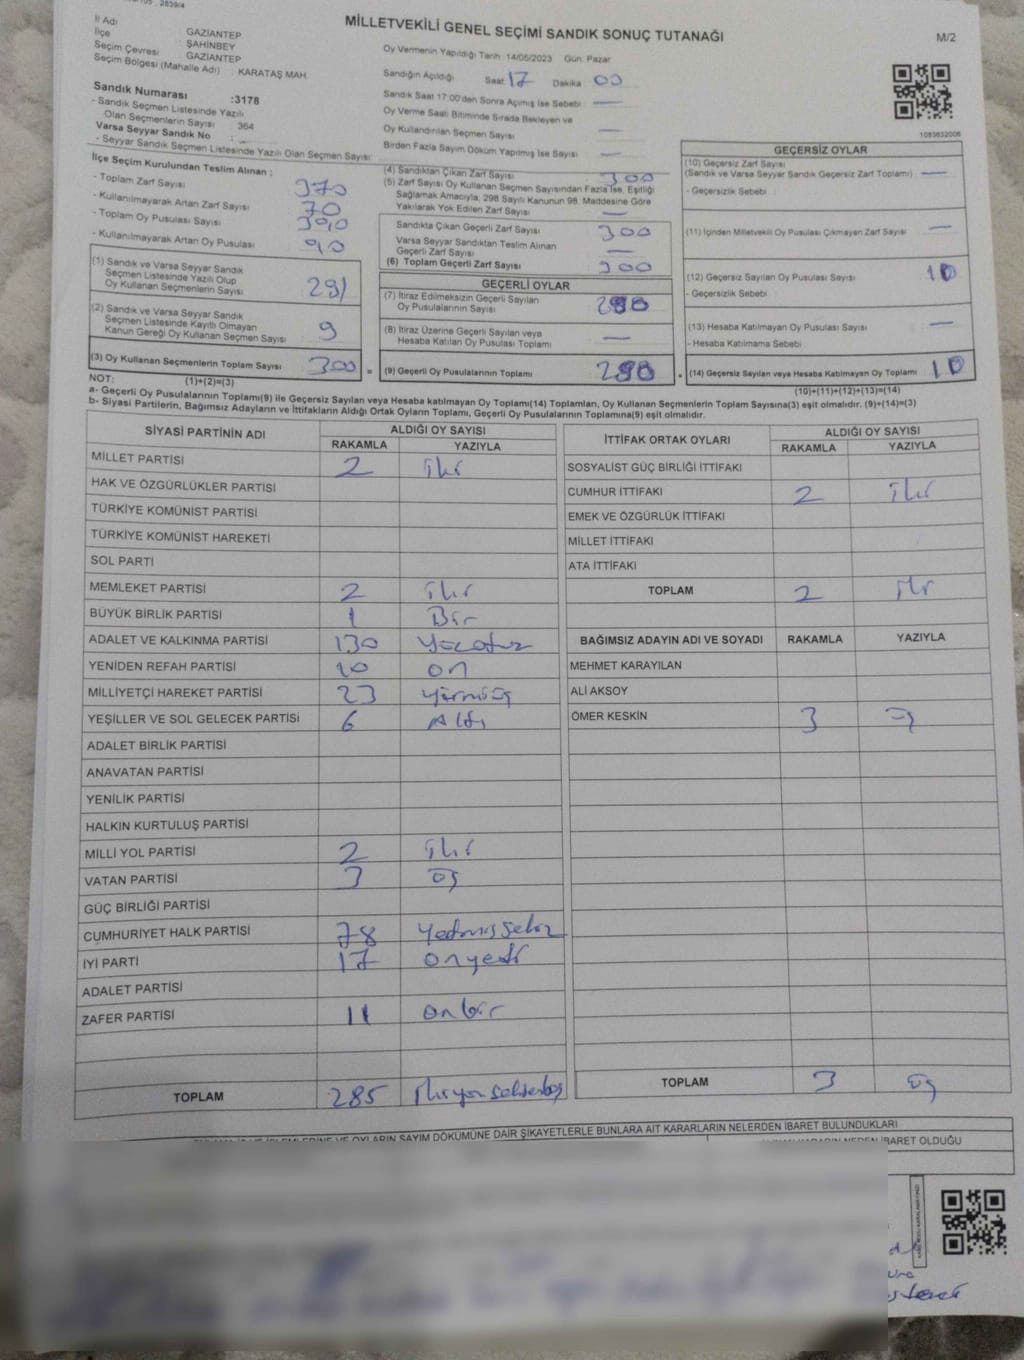 MİLLETVEKİLİ GENEL SEÇİMİ SANDIK SONUÇ TUTANAĞI
M/2
İl Adı GAZİANTEP
İlçe ŞAHİNBEY
Seçim Çevresi GAZİANTEP
Seçim Bölgesi (Mahalle Adı) : KARATAŞ MAH
Sandık Numarası :3178
- Sandık Seçmen Listesinde Yazılı
Olan Seçmenlerin Sayısı : 364
Varsa Seyyar Sandık No :
- Seyyar Sandık Seçmen Listesinde Yazılı Olan Seçmen Sayısı:
Oy Vermenin Yapıldığı Tarih :14/05/2023 Gün: Pazar
Sandığın Açıldığı Saat 17 Dakika 00
Sandık Saat 17:00'den Sonra Açılmış İse Sebebi —
Oy Verme Saati Bitiminde Sırada Bekleyen ve
Oy Kullandırılan Seçmen Sayısı —
Birden Fazla Sayım Döküm Yapılmış İse Sayısı —
1083632006
İlçe Seçim Kurulundan Teslim Alınan :
- Toplam Zarf Sayısı 370
- Kullanılmayarak Artan Zarf Sayısı 70
- Toplam Oy Pusulası Sayısı 390
- Kullanılmayarak Artan Oy Pusulası 90
(1) Sandık ve Varsa Seyyar Sandık
Seçmen Listesinde Yazılı Olup
Oy Kullanan Seçmenlerin Sayısı 291
(2) Sandık ve Varsa Seyyar Sandık
Seçmen Listesinde Kayıtlı Olmayan
Kanun Gereği Oy Kullanan Seçmen Sayısı 9
(3) Oy Kullanan Seçmenlerin Toplam Sayısı 300
(4) Sandıktan Çıkan Zarf Sayısı 300
(5) Zarf Sayısı Oy Kullanan Seçmen Sayısından Fazla İse, Eşitliği
Sağlamak Amacıyla, 298 Sayılı Kanunun 98. Maddesine Göre
Yakılarak Yok Edilen Zarf Sayısı —
Sandıkta Çıkan Geçerli Zarf Sayısı 300
Varsa Seyyar Sandıktan Teslim Alınan
Geçerli Zarf Sayısı —
(6) Toplam Geçerli Zarf Sayısı 300
GEÇERLİ OYLAR
(7) İtiraz Edilmeksizin Geçerli Sayılan
Oy Pusulalarının Sayısı 290
(8) İtiraz Üzerine Geçerli Sayılan veya
Hesaba Katılan Oy Pusulası Toplamı —
= (9) Geçerli Oy Pusulalarının Toplamı 290
GEÇERSİZ OYLAR
(10) Geçersiz Zarf Sayısı
(Sandık ve Varsa Seyyar Sandık Geçersiz Zarf Toplamı) —
- Geçersizlik Sebebi
(11) İçinden Milletvekili Oy Pusulası Çıkmayan Zarf Sayısı —
(12) Geçersiz Sayılan Oy Pusulası Sayısı 10
- Geçersizlik Sebebi
(13) Hesaba Katılmayan Oy Pusulası Sayısı —
- Hesaba Katılmama Sebebi
(14) Geçersiz Sayılan veya Hesaba Katılmayan Oy Toplamı 10
NOT: (1)+(2)=(3) (10)+(11)+(12)+(13)=(14)
a- Geçerli Oy Pusulalarının Toplamı(9) ile Geçersiz Sayılan veya Hesaba katılmayan Oy Toplamı(14) Toplamları, Oy Kullanan Seçmenlerin Toplam Sayısına(3) eşit olmalıdır. (9)+(14)=(3)
b- Siyasi Partilerin, Bağımsız Adayların ve İttifakların Aldığı Ortak Oyların Toplamı, Geçerli Oy Pusulalarının Toplamına(9) eşit olmalıdır.
SİYASİ PARTİNİN ADI ALDIĞI OY SAYISI
RAKAMLA YAZIYLA
MİLLET PARTİSİ 2 iki
HAK VE ÖZGÜRLÜKLER PARTİSİ
TÜRKİYE KOMÜNİST PARTİSİ
TÜRKİYE KOMÜNİST HAREKETİ
SOL PARTİ
MEMLEKET PARTİSİ 2 iki
BÜYÜK BİRLİK PARTİSİ 1 Bir
ADALET VE KALKINMA PARTİSİ 130 Yüzotuz
YENİDEN REFAH PARTİSİ 10 on
MİLLİYETÇİ HAREKET PARTİSİ 23 yirmiüç
YEŞİLLER VE SOL GELECEK PARTİSİ 6 Altı
ADALET BİRLİK PARTİSİ
ANAVATAN PARTİSİ
YENİLİK PARTİSİ
HALKIN KURTULUŞ PARTİSİ
MİLLİ YOL PARTİSİ 2 iki
VATAN PARTİSİ 3 üç
GÜÇ BİRLİĞİ PARTİSİ
CUMHURİYET HALK PARTİSİ 78 Yetmişsekiz
İYİ PARTİ 17 onyedi
ADALET PARTİSİ
ZAFER PARTİSİ 11 onbir
TOPLAM 285 ikiyüzseksenbeş
İTTİFAK ORTAK OYLARI ALDIĞI OY SAYISI
RAKAMLA YAZIYLA
SOSYALİST GÜÇ BİRLİĞİ İTTİFAKI
CUMHUR İTTİFAKI 2 iki
EMEK VE ÖZGÜRLÜK İTTİFAKI
MİLLET İTTİFAKI
ATA İTTİFAKI
TOPLAM 2 iki
BAĞIMSIZ ADAYIN ADI VE SOYADI RAKAMLA YAZIYLA
MEHMET KARAYILAN
ALİ AKSOY
ÖMER KESKİN 3 üç
TOPLAM 3 üç
OYLARIN SAYIM DÖKÜMÜNE DAİR ŞİKAYETLERLE BUNLARA AİT KARARLARIN NELERDEN İBARET BULUNDUKLARI
NEDEN İBARET OLDUĞU